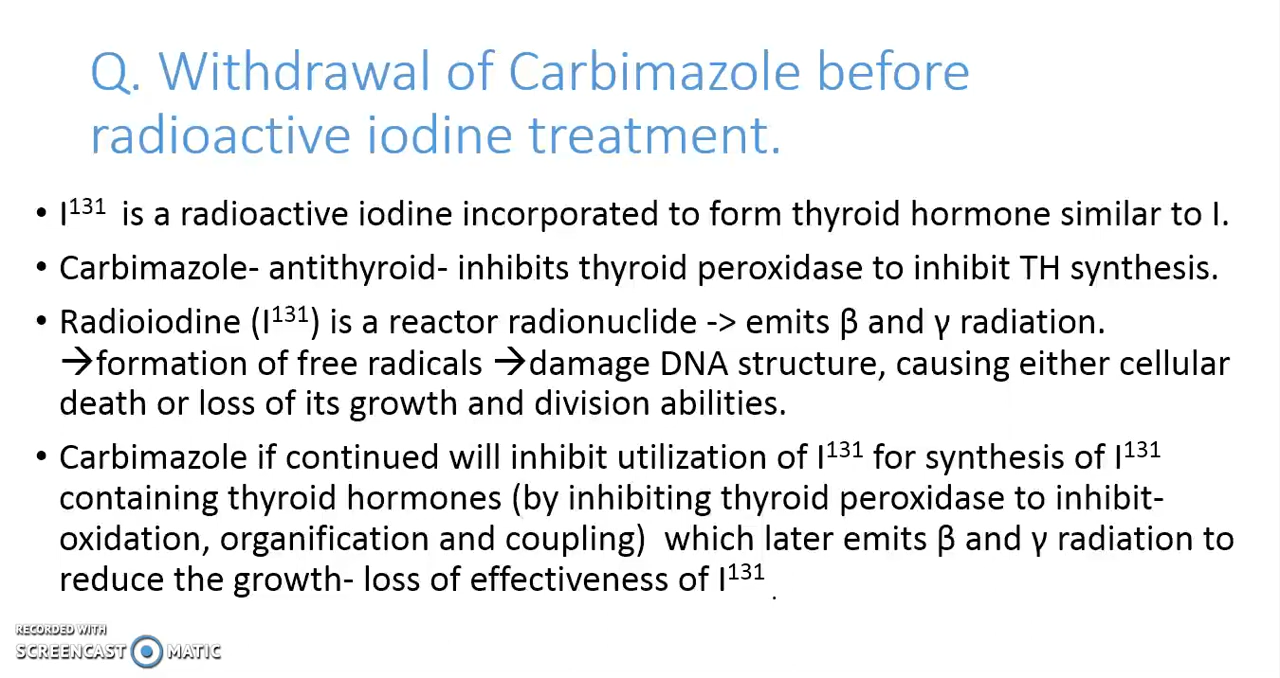 Q. Withdrawal of Carbimazole before
radioactive iodine treatment.
• I¹³¹ is a radioactive iodine incorporated to form thyroid hormone similar to I.
• Carbimazole- antithyroid- inhibits thyroid peroxidase to inhibit TH synthesis.
• Radioiodine (I¹³¹) is a reactor radionuclide -> emits β and γ radiation.
→formation of free radicals →damage DNA structure, causing either cellular
death or loss of its growth and division abilities.
• Carbimazole if continued will inhibit utilization of I¹³¹ for synthesis of I¹³¹
containing thyroid hormones (by inhibiting thyroid peroxidase to inhibit-
oxidation, organification and coupling) which later emits β and γ radiation to
reduce the growth- loss of effectiveness of I¹³¹ .
RECORDED WITH
SCREENCAST MATIC